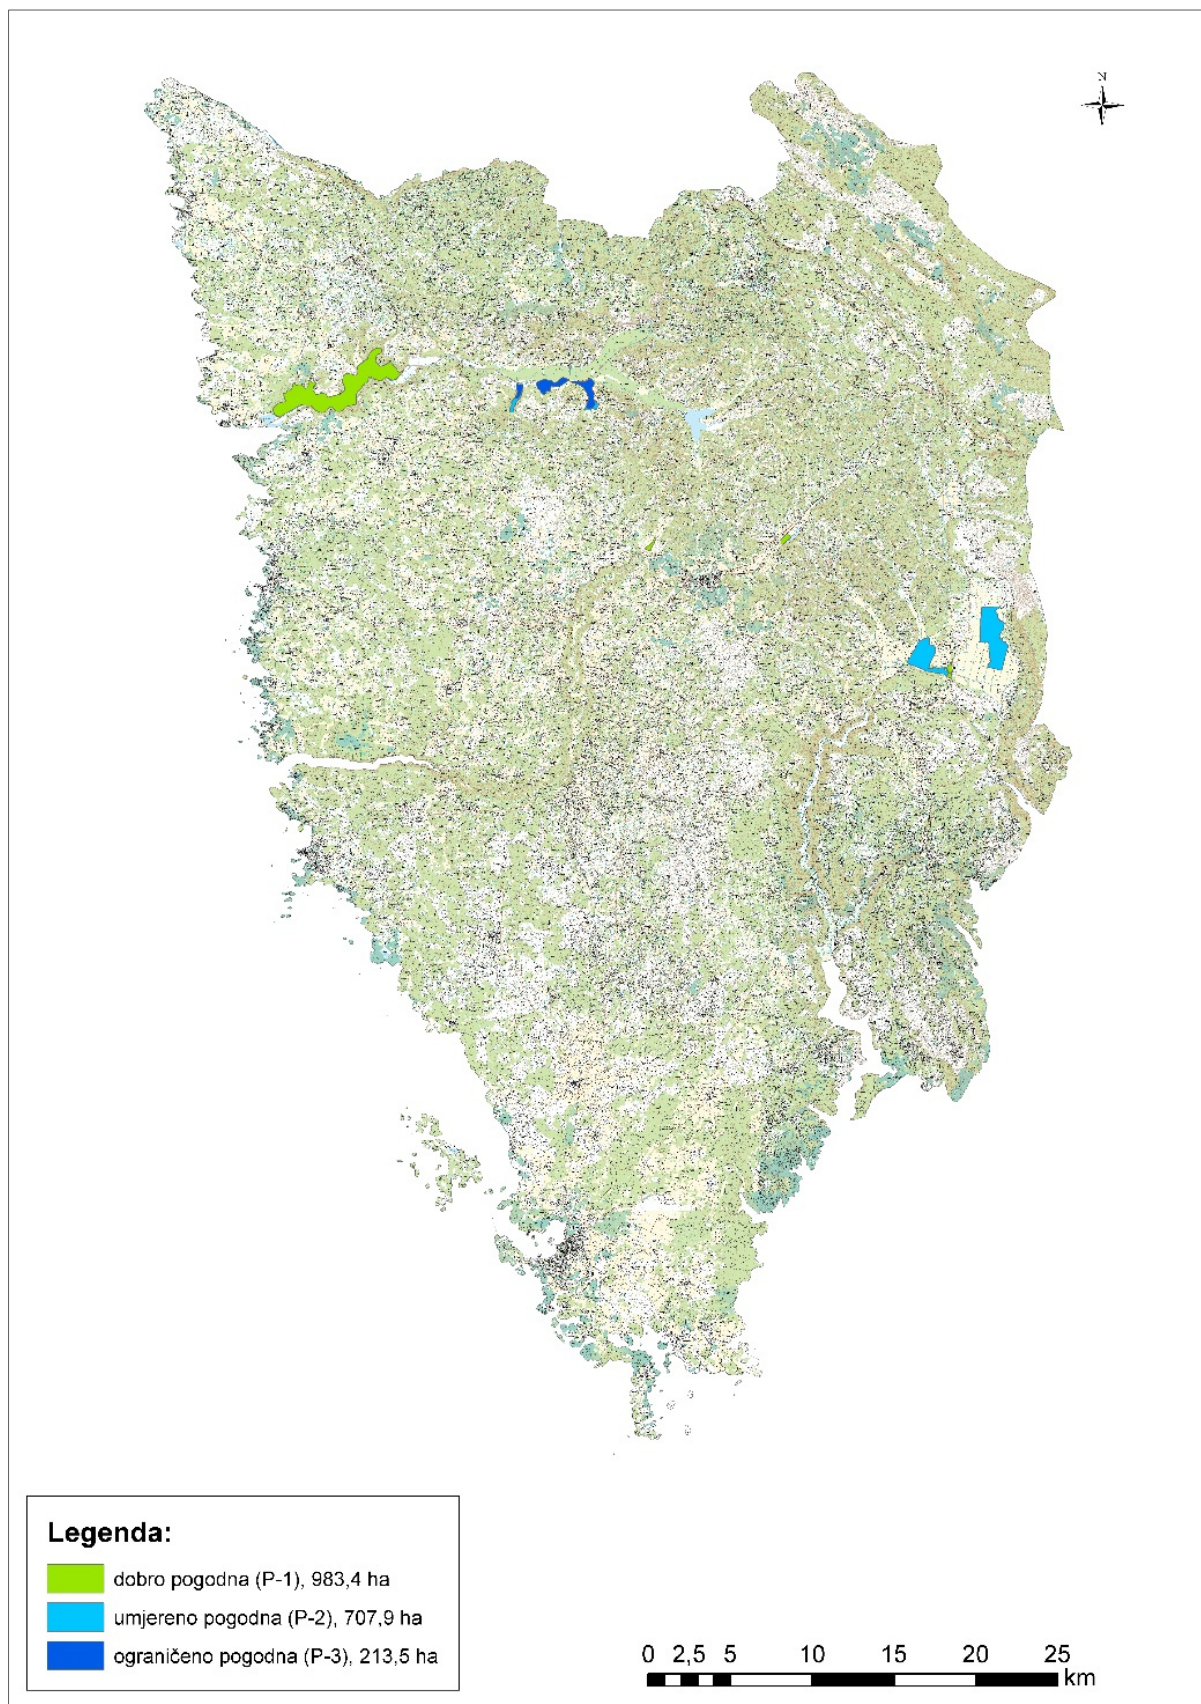 N
Legenda:
dobro pogodna (P-1), 983,4 ha
umjereno pogodna (P-2), 707,9 ha
ograničeno pogodna (P-3), 213,5 ha
0 2,5 5 10 15 20 25
km